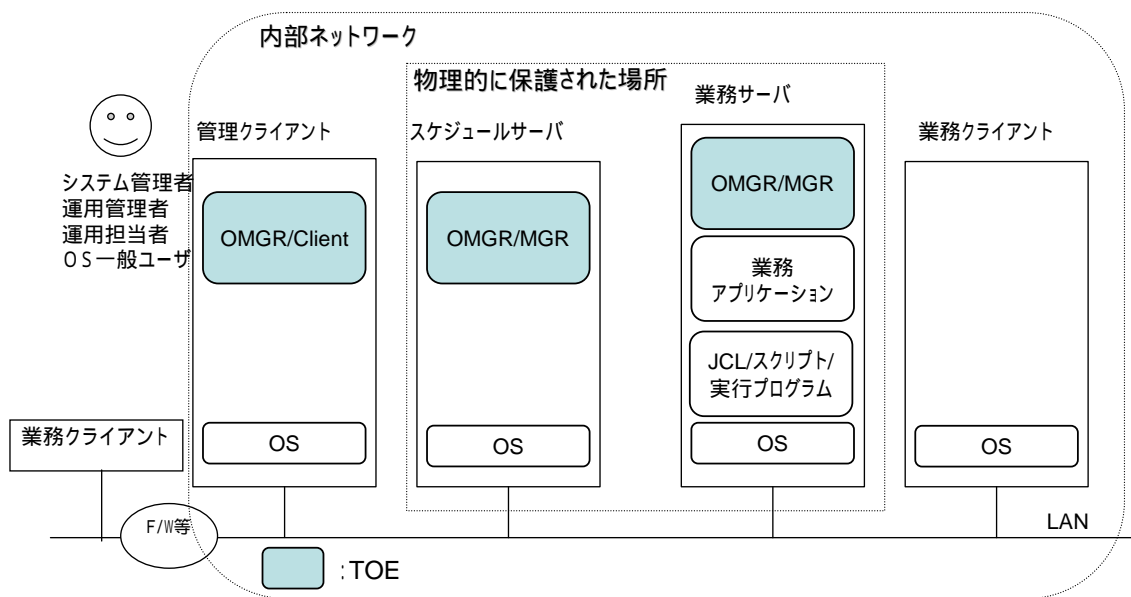 内部ネットワーク
物理的に保護された場所
業務サーバ
管理クライアント
スケジュールサーバ
業務クライアント
システム管理者
運用管理者
運用担当者
OS一般ユーザ
OMGR/Client
OMGR/MGR
OMGR/MGR
業務
アプリケーション
JCL/スクリプト/
実行プログラム
業務クライアント
OS
OS
OS
OS
F/W等
LAN
:TOE